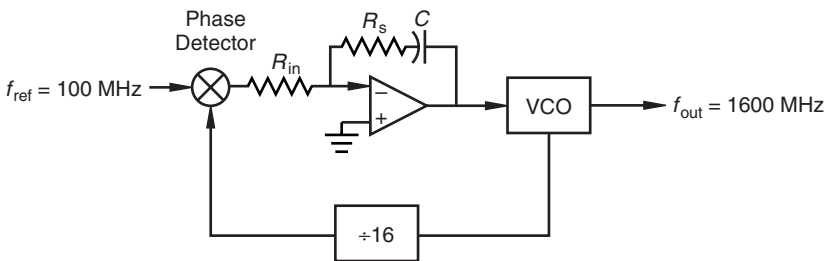 Phase
Detector
R_s
C
R_in
f_ref = 100 MHz
−
+
VCO
f_out = 1600 MHz
÷16